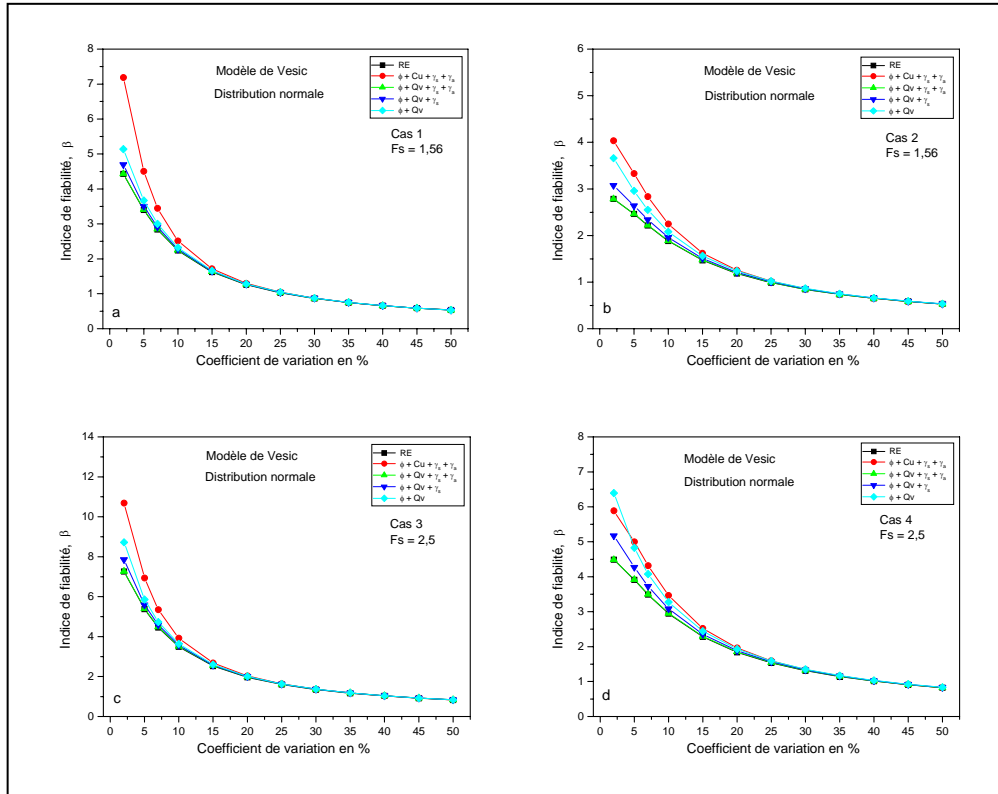 8
7
6
5
4
3
2
1
0
Indice de fiabilité, β
Modèle de Vesic
Distribution normale
RE
ϕ + Cu + γs + γa
ϕ + Qv + γs + γa
ϕ + Qv + γs
ϕ + Qv
Cas 1
Fs = 1,56
a
0 5 10 15 20 25 30 35 40 45 50
Coefficient de variation en %
6
5
4
3
2
1
0
Indice de fiabilité, β
Modèle de Vesic
Distribution normale
RE
ϕ + Cu + γs + γa
ϕ + Qv + γs + γa
ϕ + Qv + γs
ϕ + Qv
Cas 2
Fs = 1,56
b
0 5 10 15 20 25 30 35 40 45 50
Coefficient de variation en %
14
12
10
8
6
4
2
0
Indice de fiabilité, β
Modèle de Vesic
Distribution normale
RE
ϕ + Cu + γs + γa
ϕ + Qv + γs + γa
ϕ + Qv + γs
ϕ + Qv
Cas 3
Fs = 2,5
c
0 5 10 15 20 25 30 35 40 45 50
Coefficient de variation en %
8
7
6
5
4
3
2
1
0
Indice de fiabilité, β
Modèle de Vesic
Distribution normale
RE
ϕ + Cu + γs + γa
ϕ + Qv + γs + γa
ϕ + Qv + γs
ϕ + Qv
Cas 4
Fs = 2,5
d
0 5 10 15 20 25 30 35 40 45 50
Coefficient de variation en %